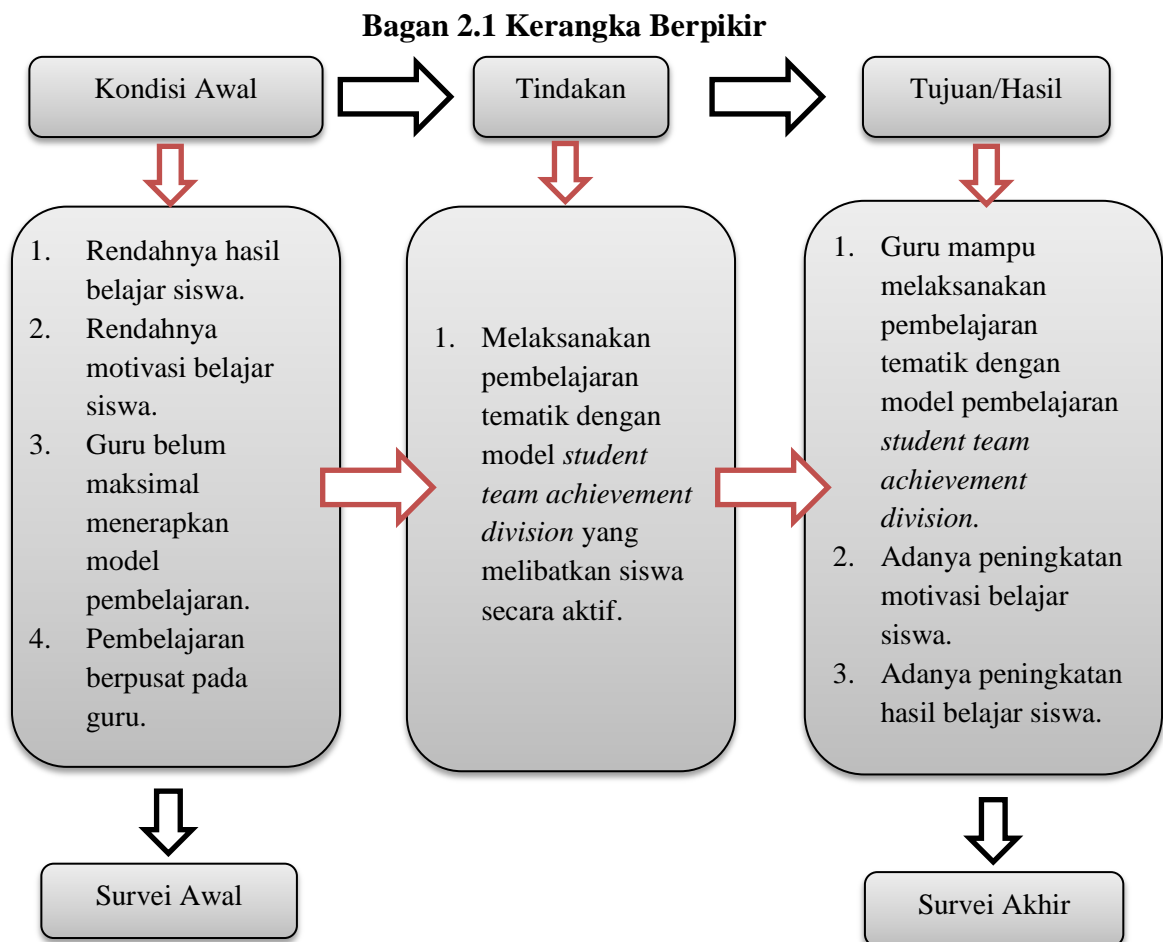 Bagan 2.1 Kerangka Berpikir
Kondisi Awal
Tindakan
Tujuan/Hasil
1. Rendahnya hasil
belajar siswa.
2. Rendahnya
motivasi belajar
siswa.
3. Guru belum
maksimal
menerapkan
model
pembelajaran.
4. Pembelajaran
berpusat pada
guru.
1. Melaksanakan
pembelajaran
tematik dengan
model student
team achievement
division yang
melibatkan siswa
secara aktif.
1. Guru mampu
melaksanakan
pembelajaran
tematik dengan
model pembelajaran
student team
achievement
division.
2. Adanya peningkatan
motivasi belajar
siswa.
3. Adanya peningkatan
hasil belajar siswa.
Survei Awal
Survei Akhir